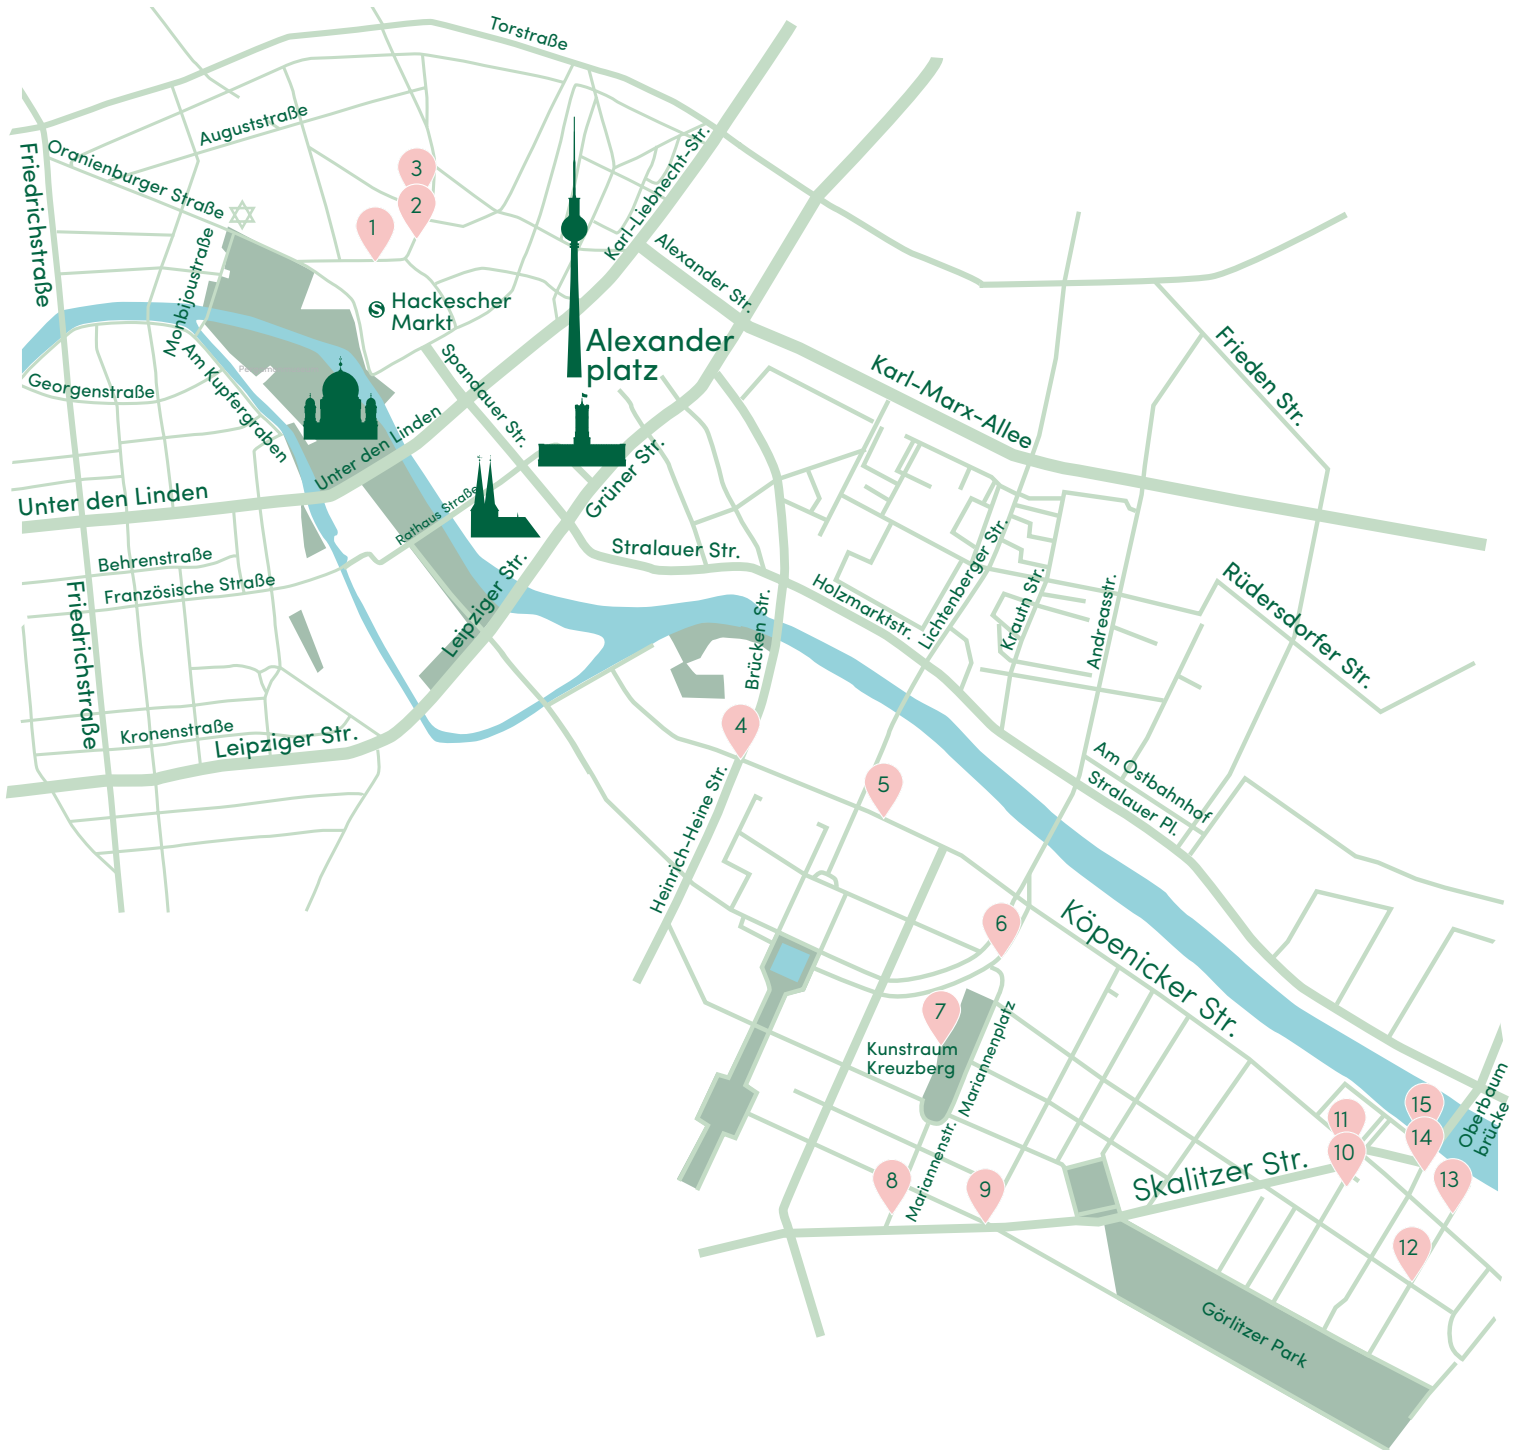 Torstraße
Auguststraße
Oranienburger Straße
Friedrichstraße
Karl-Liebnecht-Str.
3
2
1
Monbijoustraße
Alexander Str.
S
Hackescher
Markt
Alexander
platz
Spandauer Str.
Am Kupfergraben
Georgenstraße
Karl-Marx-Allee
Frieden Str.
Unter den Linden
Unter den Linden
Grüner Str.
Rathaus Straße
Behrenstraße
Französische Straße
Stralauer Str.
Leipziger Str.
Holzmarktstr.
Lichtenberger Str.
Krautn Str.
Andreasstr.
Rüdersdorfer Str.
Brücken Str.
Friedrichstraße
Kronenstraße
Leipziger Str.
4
5
Am Ostbahnhof
Stralauer Pl.
Heinrich-Heine Str.
6
Köpenicker Str.
7
Kunstraum
Kreuzberg
Mariannenplatz
Mariannenstr.
8
9
Skalitzer Str.
11
10
15
14
13
12
Oberbaum
brücke
Görlitzer Park